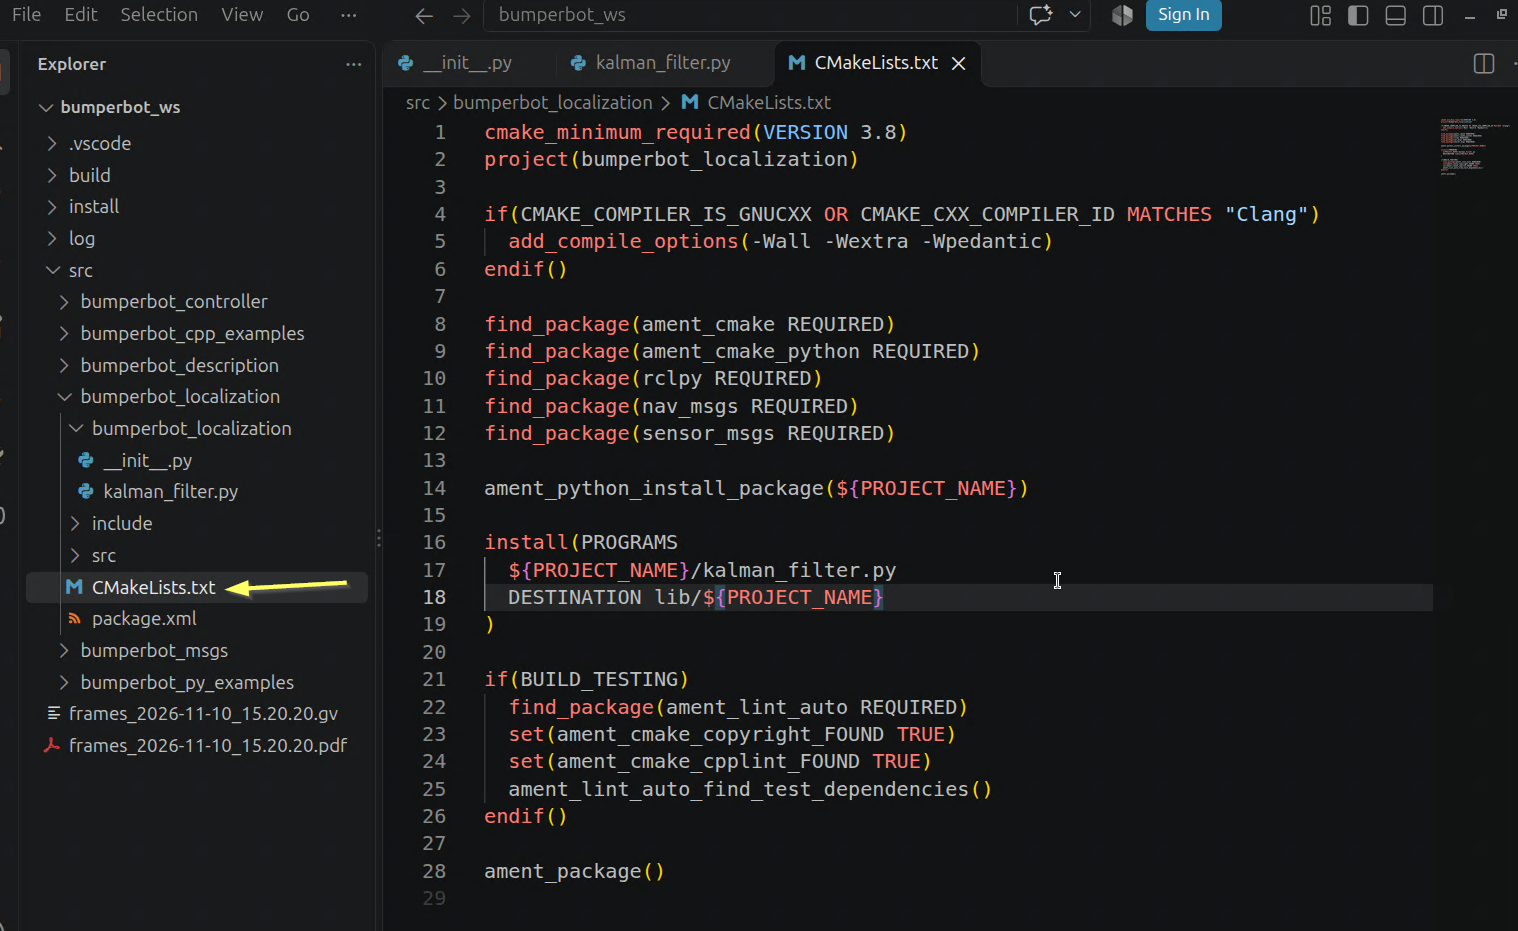 File Edit Selection View Go ···
bumperbot_ws
Sign In
Explorer ···
bumperbot_ws
.vscode
build
install
log
src
bumperbot_controller
bumperbot_cpp_examples
bumperbot_description
bumperbot_localization
bumperbot_localization
__init__.py
kalman_filter.py
include
src
CMakeLists.txt
package.xml
bumperbot_msgs
bumperbot_py_examples
frames_2026-11-10_15.20.20.gv
frames_2026-11-10_15.20.20.pdf
__init__.py kalman_filter.py CMakeLists.txt
src > bumperbot_localization > CMakeLists.txt
1 cmake_minimum_required(VERSION 3.8)
2 project(bumperbot_localization)
3
4 if(CMAKE_COMPILER_IS_GNUCXX OR CMAKE_CXX_COMPILER_ID MATCHES "Clang")
5 add_compile_options(-Wall -Wextra -Wpedantic)
6 endif()
7
8 find_package(ament_cmake REQUIRED)
9 find_package(ament_cmake_python REQUIRED)
10 find_package(rclpy REQUIRED)
11 find_package(nav_msgs REQUIRED)
12 find_package(sensor_msgs REQUIRED)
13
14 ament_python_install_package(${PROJECT_NAME})
15
16 install(PROGRAMS
17 ${PROJECT_NAME}/kalman_filter.py
18 DESTINATION lib/${PROJECT_NAME}
19 )
20
21 if(BUILD_TESTING)
22 find_package(ament_lint_auto REQUIRED)
23 set(ament_cmake_copyright_FOUND TRUE)
24 set(ament_cmake_cpplint_FOUND TRUE)
25 ament_lint_auto_find_test_dependencies()
26 endif()
27
28 ament_package()
29